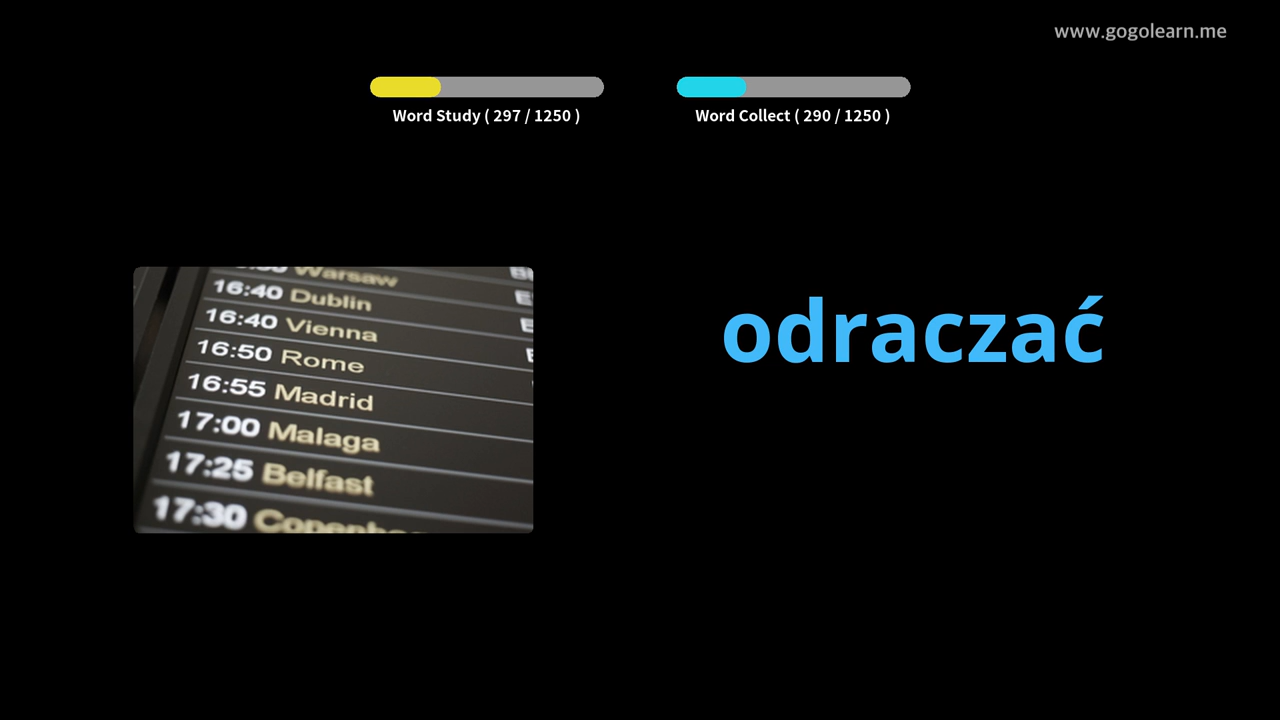 www.gogolearn.me
Word Study ( 297 / 1250 )
Word Collect ( 290 / 1250 )
Warsaw
16:40 Dublin
16:40 Vienna
16:50 Rome
16:55 Madrid
17:00 Malaga
17:25 Belfast
17:30
odraczać